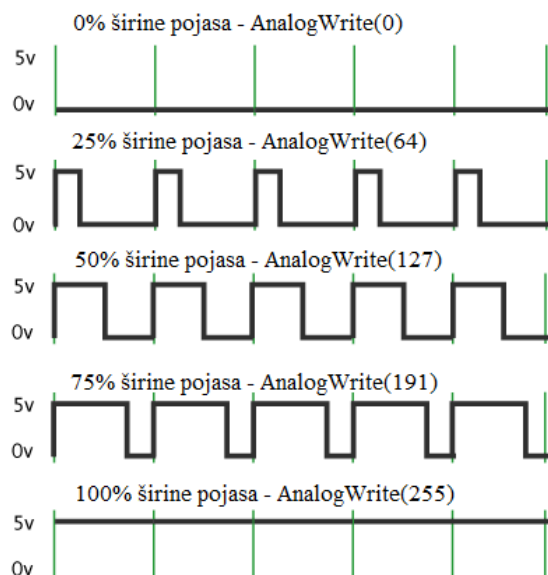 0% širine pojasa - AnalogWrite(0)
5v
0v
25% širine pojasa - AnalogWrite(64)
5v
0v
50% širine pojasa - AnalogWrite(127)
5v
0v
75% širine pojasa - AnalogWrite(191)
5v
0v
100% širine pojasa - AnalogWrite(255)
5v
0v